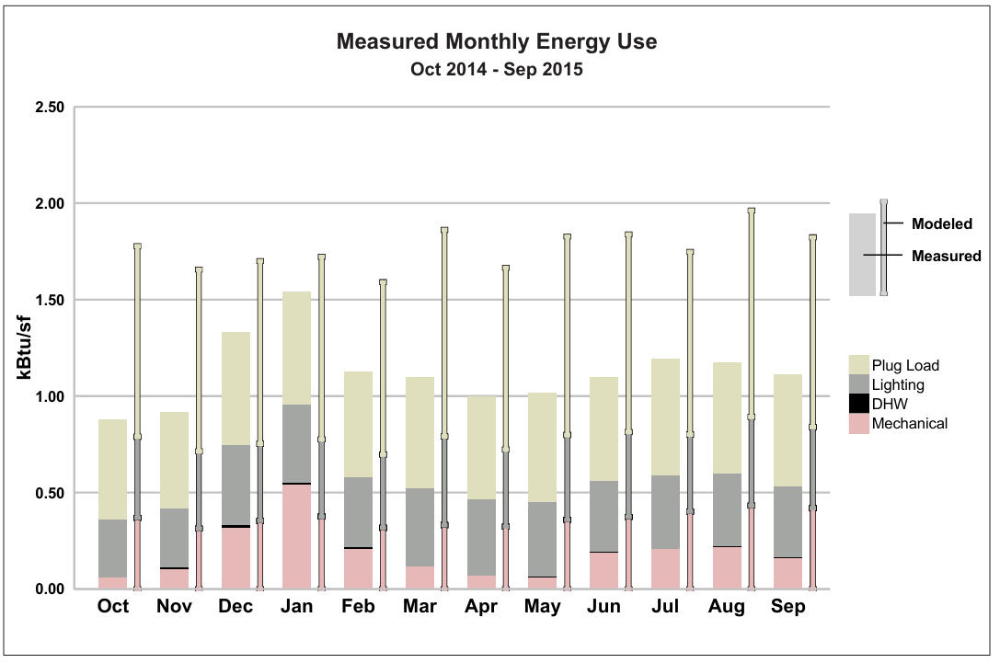 Measured Monthly Energy Use
Oct 2014 - Sep 2015
2.50
2.00
1.50
1.00
0.50
0.00
kBtu/sf
Oct Nov Dec Jan Feb Mar Apr May Jun Jul Aug Sep
Modeled
Measured
Plug Load
Lighting
DHW
Mechanical